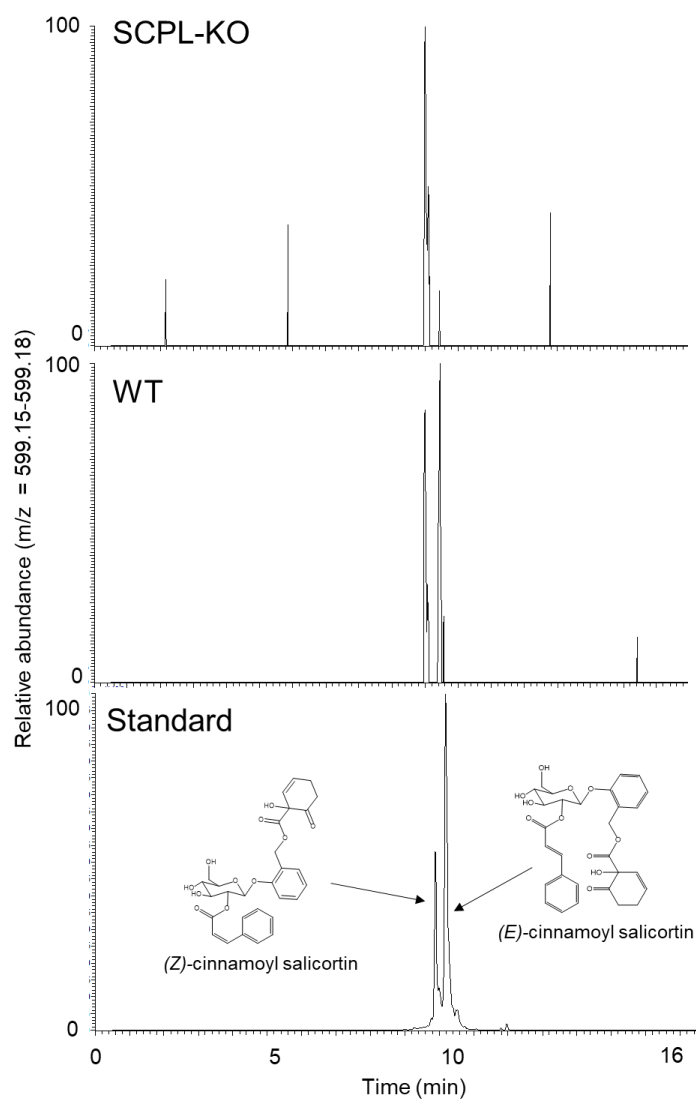 100
SCPL-KO
0
100
WT
0
Relative abundance (m/z = 599.15-599.18)
100
Standard
HO
O
O
O
OH
HO
HO
O
O
O
O
(Z)-cinnamoyl salicortin
OH
HO
HO
O
O
O
O
O
O
HO
O
(E)-cinnamoyl salicortin
0
0
5
10
16
Time (min)